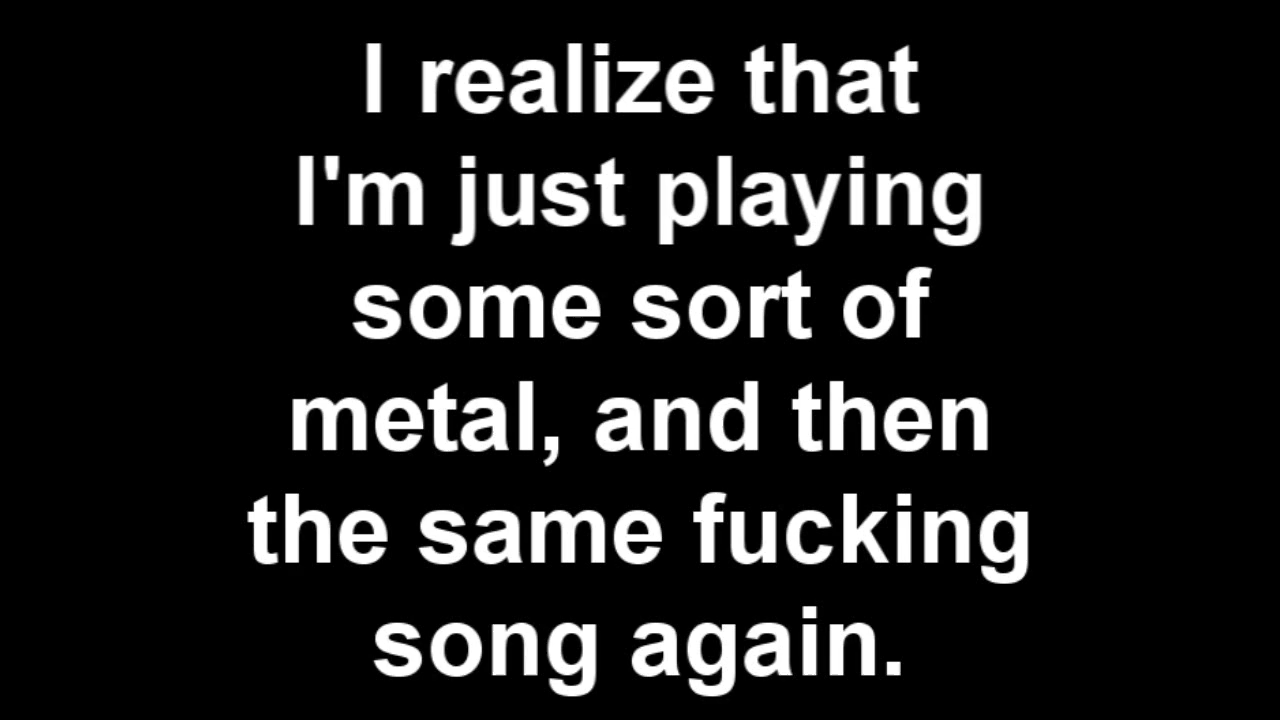 I realize that
I'm just playing
some sort of
metal, and then
the same fucking
song again.